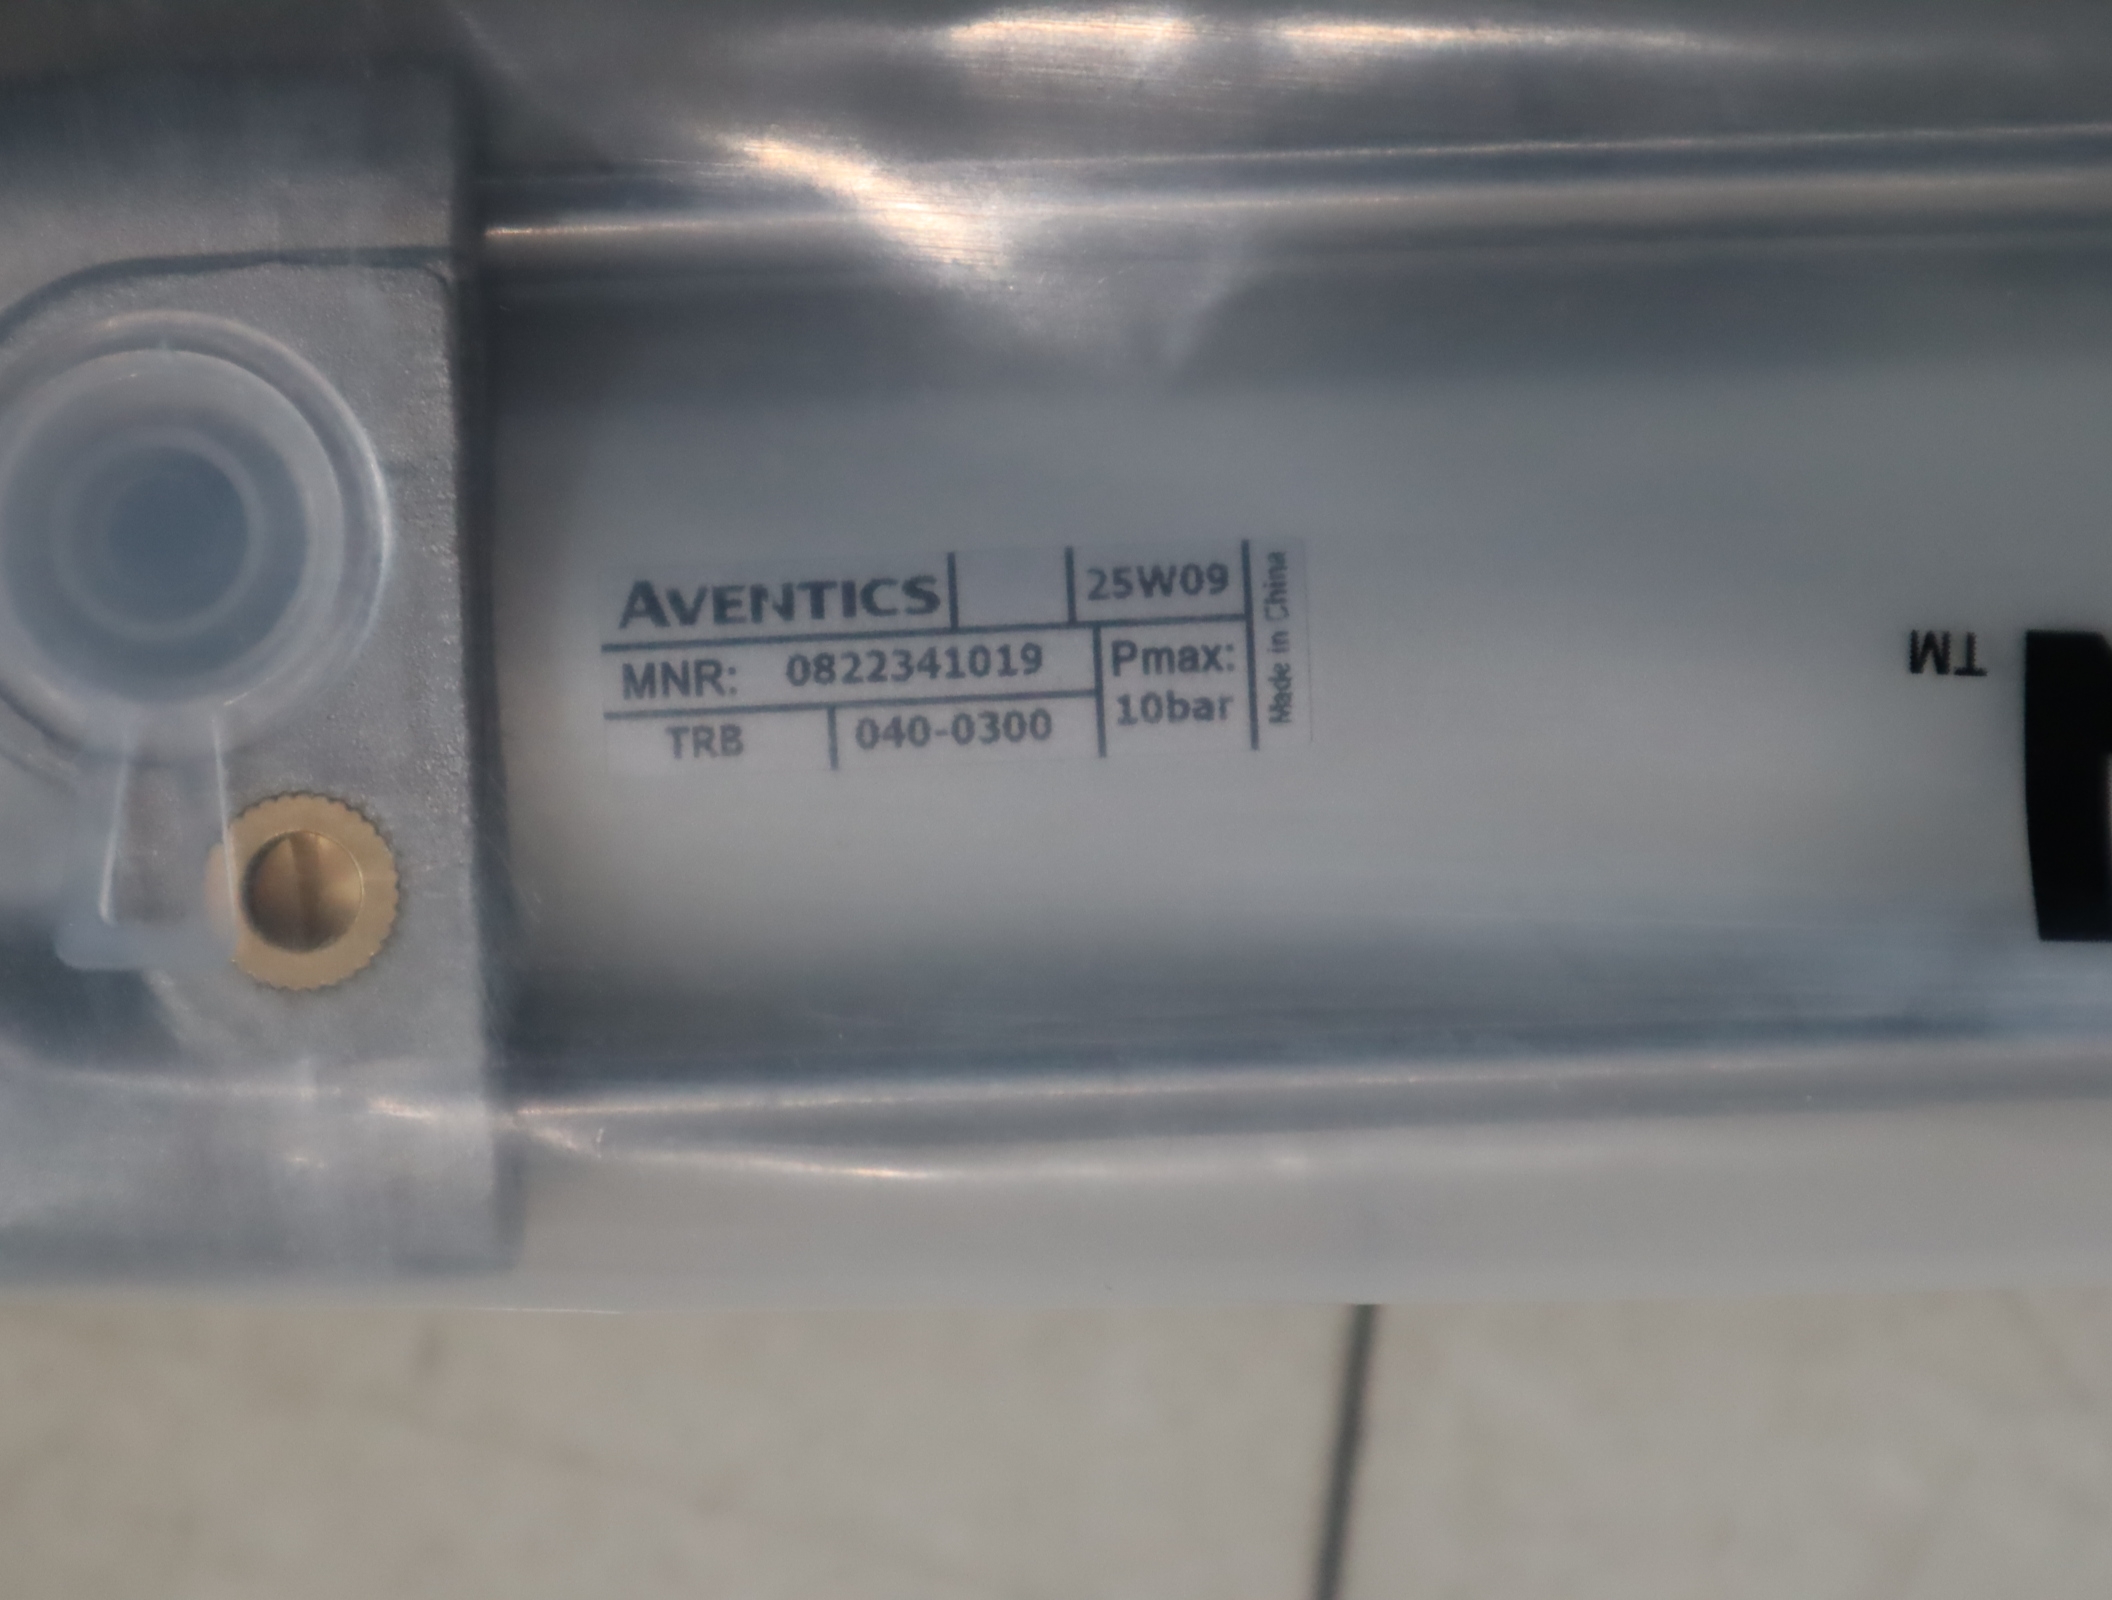 AVENTICS 25W09
MNR: 0822341019 Pmax:
TRB 040-0300 10bar
Made in China
TM